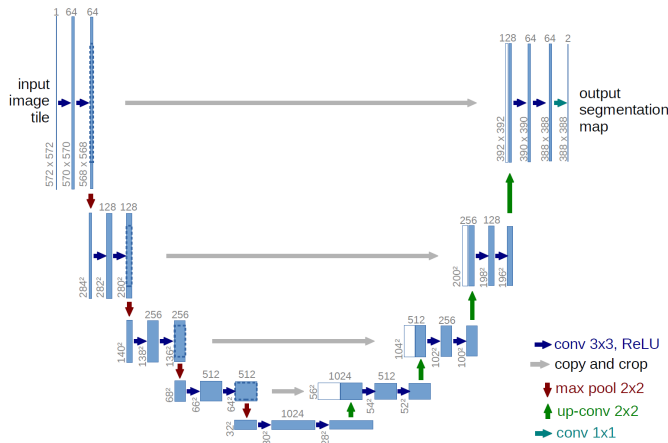 1 64 64
128 64 64 2
input
image
tile
output
segmentation
map
572 x 572
570 x 570
568 x 568
392 x 392
390 x 390
388 x 388
388 x 388
128 128
256 128
284²
282²
280²
200²
198²
196²
256 256
512 256
140²
138²
136²
104²
102²
100²
512 512
1024 512
68²
66²
64²
56²
54²
52²
1024
32²
30²
28²
conv 3x3, ReLU
copy and crop
max pool 2x2
up-conv 2x2
conv 1x1